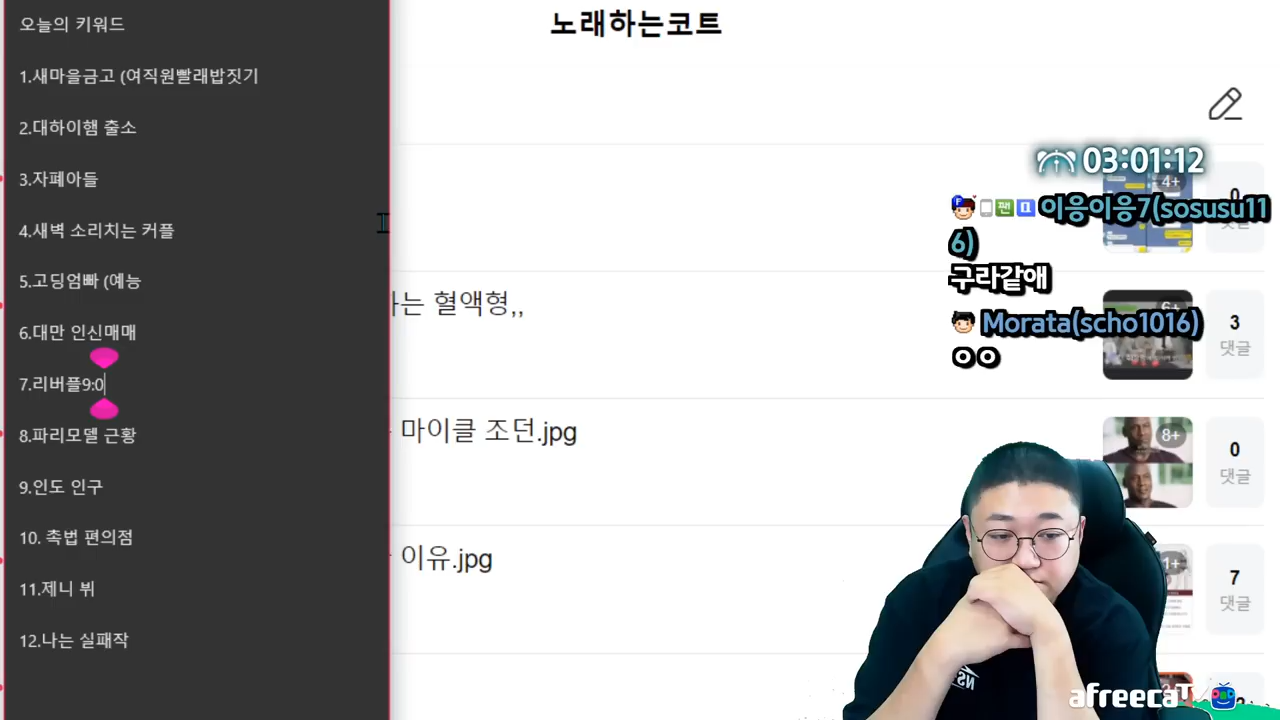 오늘의 키워드
1.새마을금고 (여직원빨래밥짓기
2.대하이햄 출소
3.자폐아들
4.새벽 소리치는 커플
5.고딩엄빠 (예능
6.대만 인신매매
7.리버플9:0
8.파리모델 근황
9.인도 인구
10. 촉법 편의점
11.제니 뷔
12.나는 실패작
노래하는코트
03:01:12
4+
0
이응이응7(sosusu11
6)
구라같애
Morata(scho1016)
ㅇㅇ
는 혈액형,,
6+
3
댓글
마이클 조던.jpg
8+
0
댓글
이유.jpg
1+
7
댓글
afreecaTV